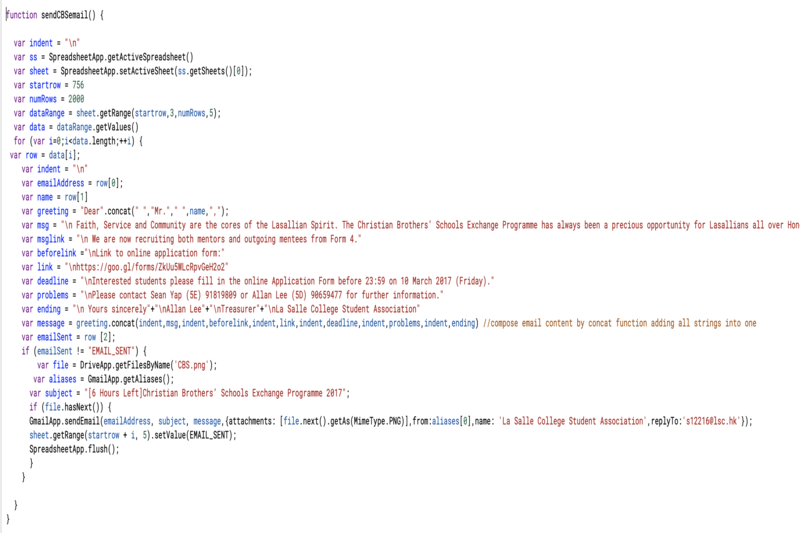 function sendCBSemail() {
var indent = "\n"
var ss = SpreadsheetApp.getActiveSpreadsheet()
var sheet = SpreadsheetApp.setActiveSheet(ss.getSheets()[0]);
var startrow = 756
var numRows = 2000
var dataRange = sheet.getRange(startrow,3,numRows,5);
var data = dataRange.getValues()
for (var i=0;i<data.length;++i) {
var row = data[i];
var indent = "\n"
var emailAddress = row[0];
var name = row[1]
var greeting = "Dear".concat(" ","Mr."," ",name,",");
var msg = "\n Faith, Service and Community are the cores of the Lasallian Spirit. The Christian Brothers' Schools Exchange Programme has always been a precious opportunity for Lasallians all over Hon
var msglink = "\n We are now recruiting both mentors and outgoing mentees from Form 4."
var beforelink ="\nLink to online application form:"
var link = "\nhttps://goo.gl/forms/ZkUu5WLcRpvGeH2o2"
var deadline = "\nInterested students please fill in the online Application Form before 23:59 on 10 March 2017 (Friday)."
var problems = "\nPlease contact Sean Yap (5E) 91819809 or Allan Lee (5D) 90659477 for further information."
var ending = "\n Yours sincerely"+"\nAllan Lee"+"\nTreasurer"+"\nLa Salle College Student Association"
var message = greeting.concat(indent,msg,indent,beforelink,indent,link,indent,deadline,indent,problems,indent,ending) //compose email content by concat function adding all strings into one
var emailSent = row [2];
if (emailSent != "EMAIL_SENT") {
var file = DriveApp.getFilesByName('CBS.png');
var aliases = GmailApp.getAliases();
var subject = "[6 Hours Left]Christian Brothers' Schools Exchange Programme 2017";
if (file.hasNext()) {
GmailApp.sendEmail(emailAddress, subject, message,{attachments: [file.next().getAs(MimeType.PNG)],from:aliases[0],name: 'La Salle College Student Association',replyTo:'s12216@lsc.hk'});
sheet.getRange(startrow + i, 5).setValue(EMAIL_SENT);
SpreadsheetApp.flush();
}
}
}
}